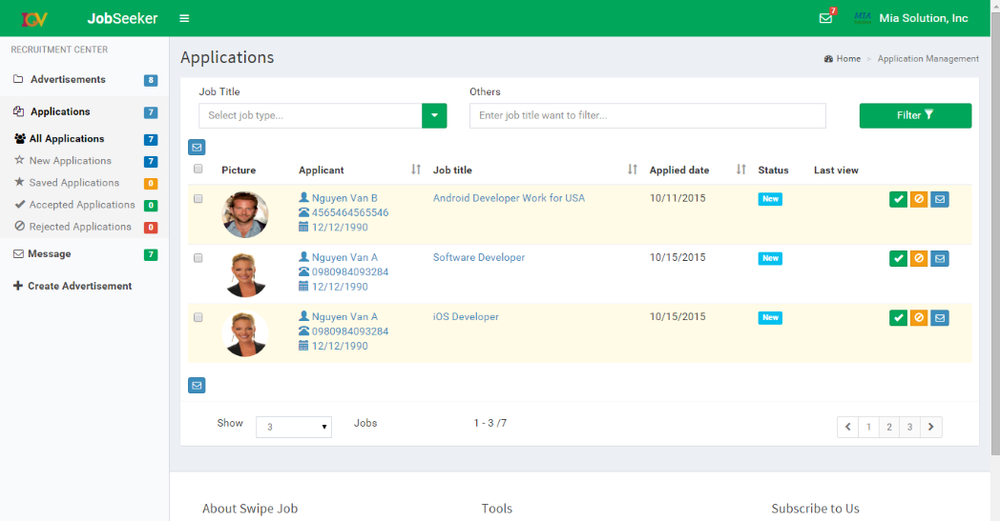 IGV
JobSeeker
7
MIA
Mia Solution, Inc
RECRUITMENT CENTER
Advertisements 8
Applications 7
All Applications 7
New Applications 7
Saved Applications 0
Accepted Applications 0
Rejected Applications 0
Message 7
Create Advertisement
Applications
Home > Application Management
Job Title
Others
Select job type...
Enter job title want to filter...
Filter
Picture Applicant Job title Applied date Status Last view
Nguyen Van B Android Developer Work for USA 10/11/2015 New
4565464565546
12/12/1990
Nguyen Van A Software Developer 10/15/2015 New
0980984093284
12/12/1990
Nguyen Van A iOS Developer 10/15/2015 New
0980984093284
12/12/1990
Show 3 Jobs 1 - 3 /7 1 2 3
About Swipe Job Tools Subscribe to Us